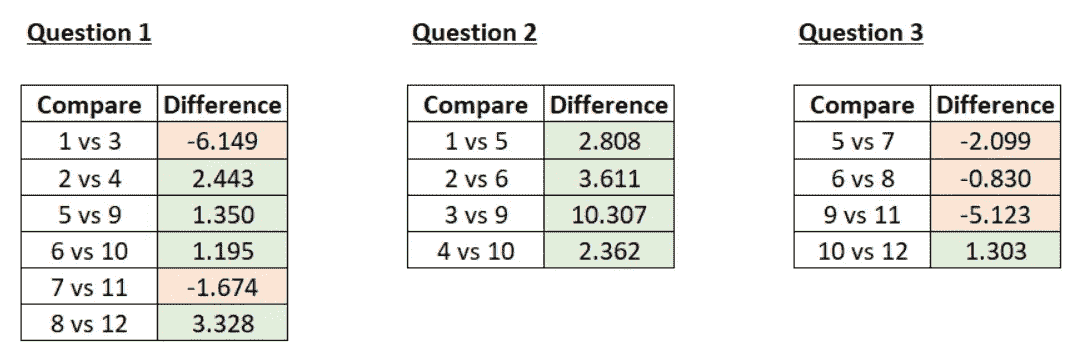 Question 1
Compare Difference
1 vs 3 -6.149
2 vs 4 2.443
5 vs 9 1.350
6 vs 10 1.195
7 vs 11 -1.674
8 vs 12 3.328
Question 2
Compare Difference
1 vs 5 2.808
2 vs 6 3.611
3 vs 9 10.307
4 vs 10 2.362
Question 3
Compare Difference
5 vs 7 -2.099
6 vs 8 -0.830
9 vs 11 -5.123
10 vs 12 1.303